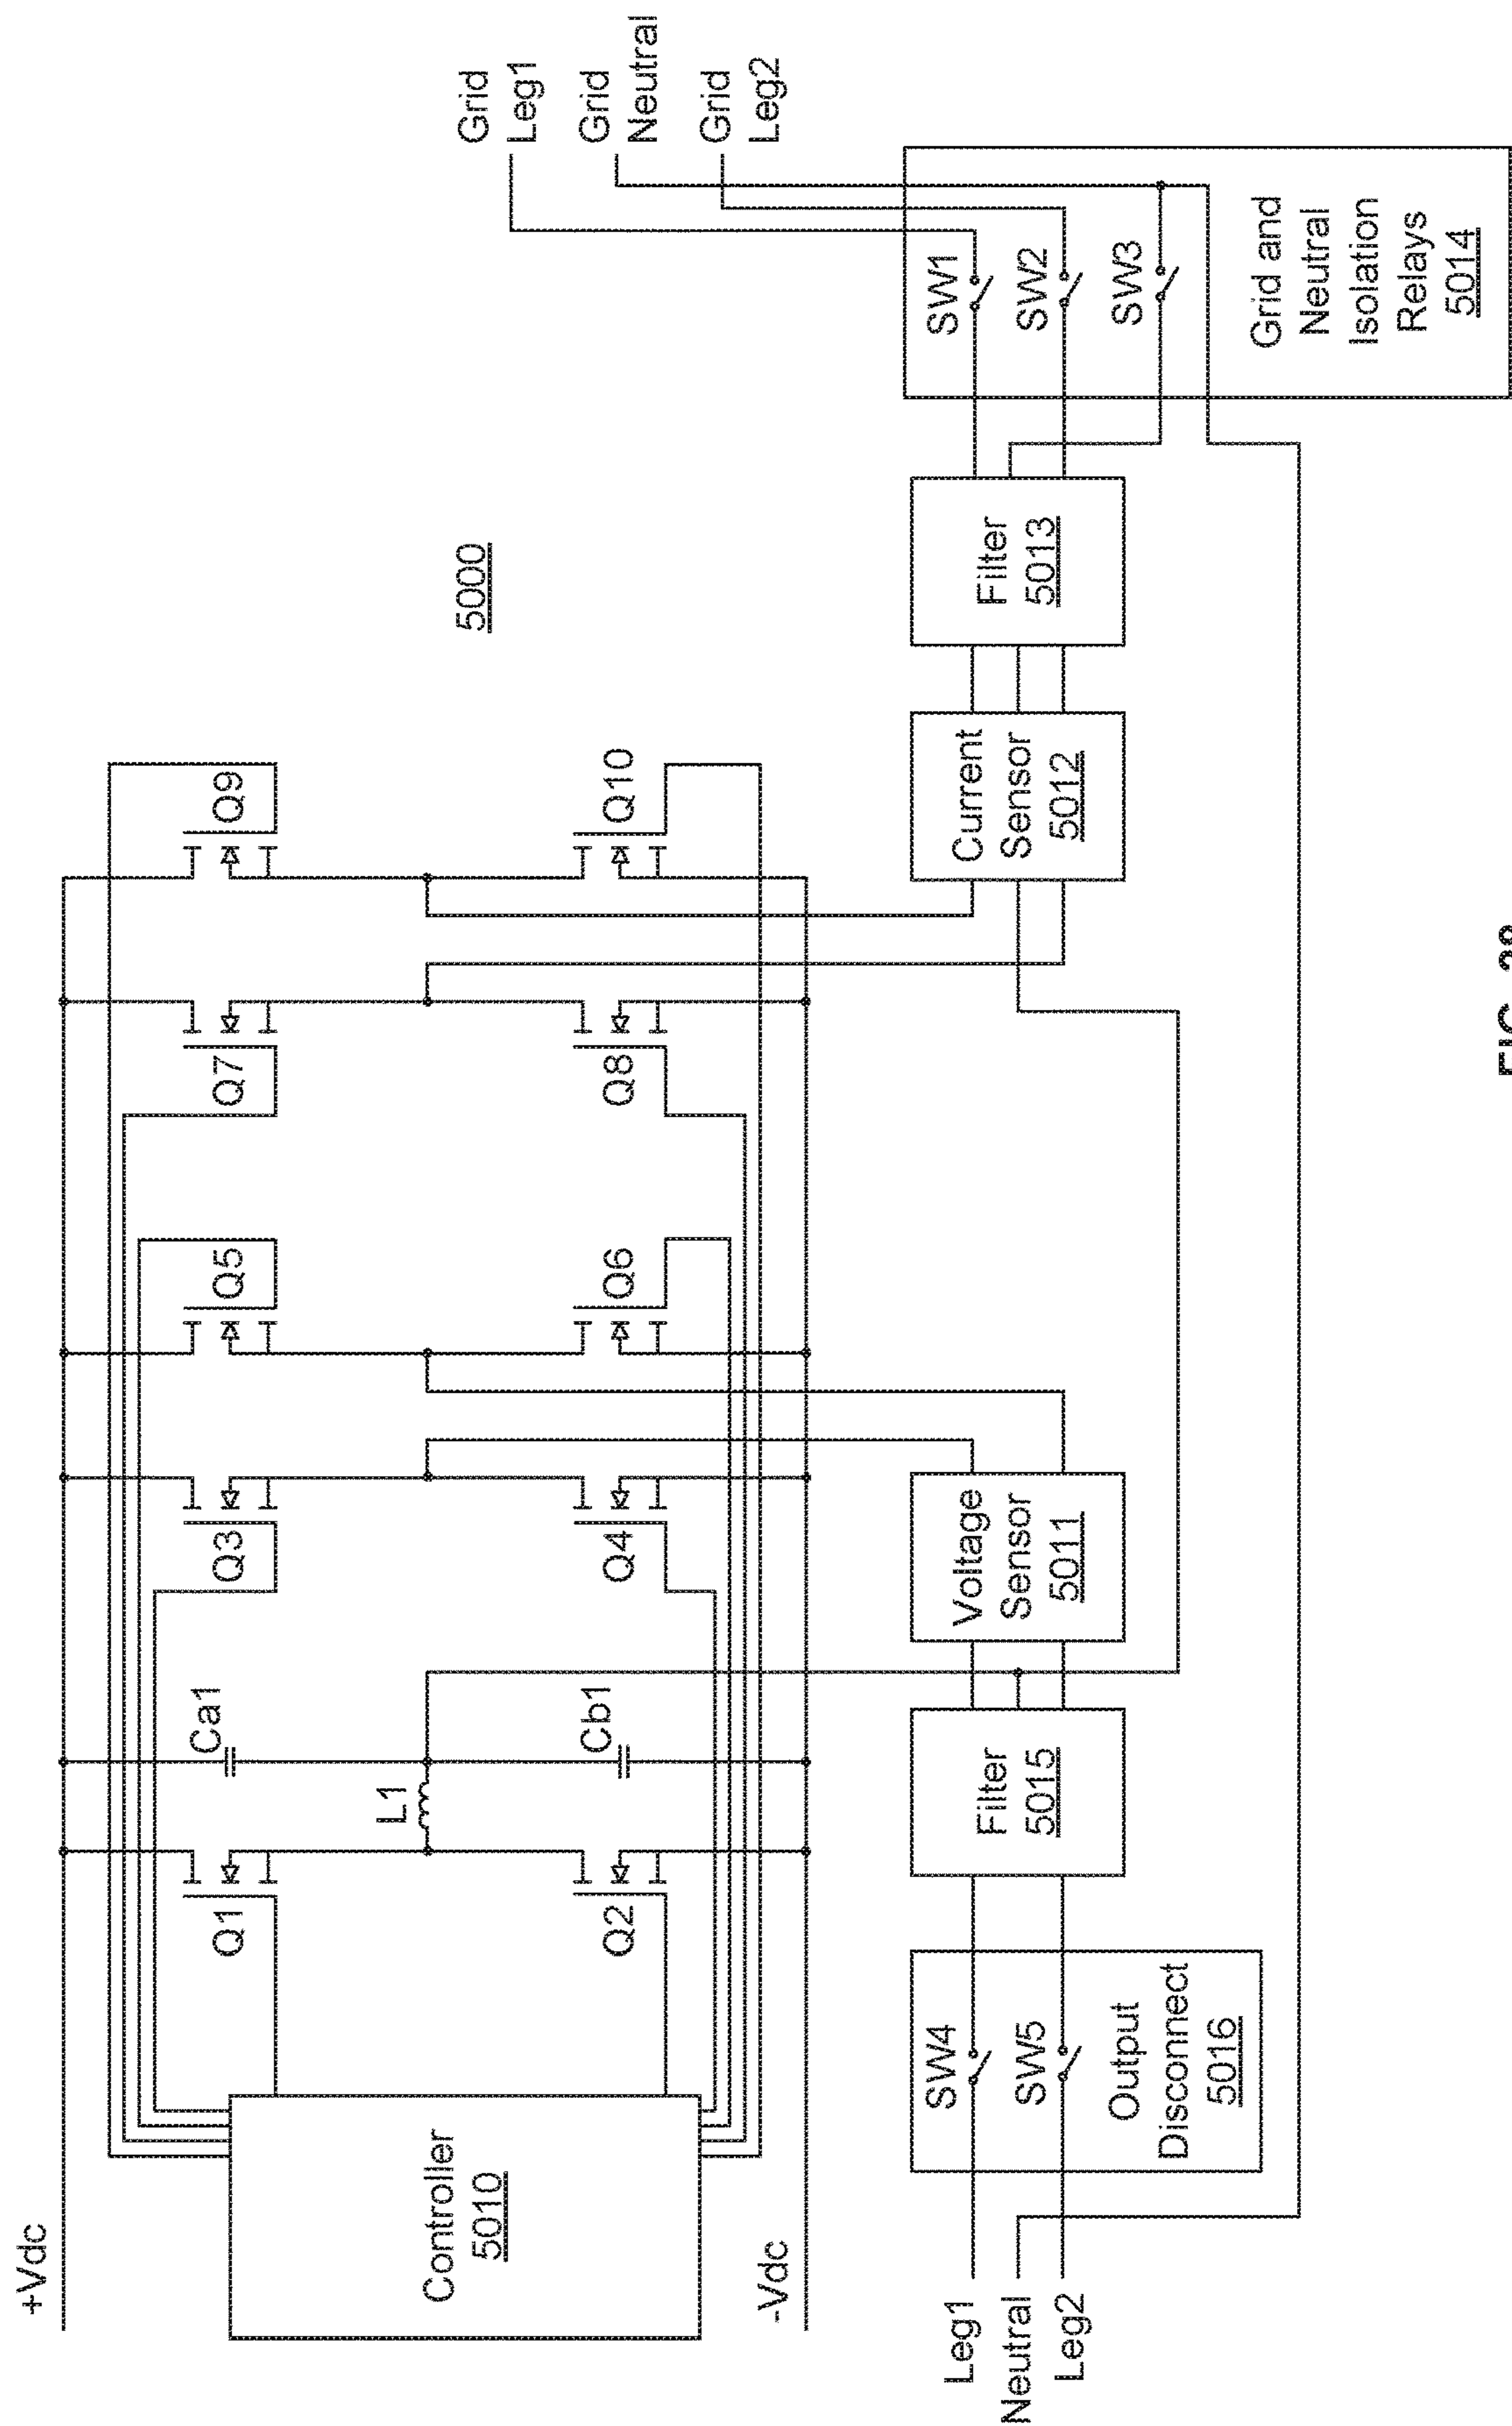 +Vdc
Controller
5010
-Vdc
Q1
Q2
L1
Ca1
Cb1
Q3
Q4
Q5
Q6
Q7
Q8
Q9
Q10
5000
Grid
Leg1
Grid
Neutral
Grid
Leg2
Leg1
Neutral
Leg2
SW4
SW5
Output
Disconnect
5016
Filter
5015
Voltage
Sensor
5011
Current
Sensor
5012
Filter
5013
SW1
SW2
SW3
Grid and
Neutral
Isolation
Relays
5014
FIG.